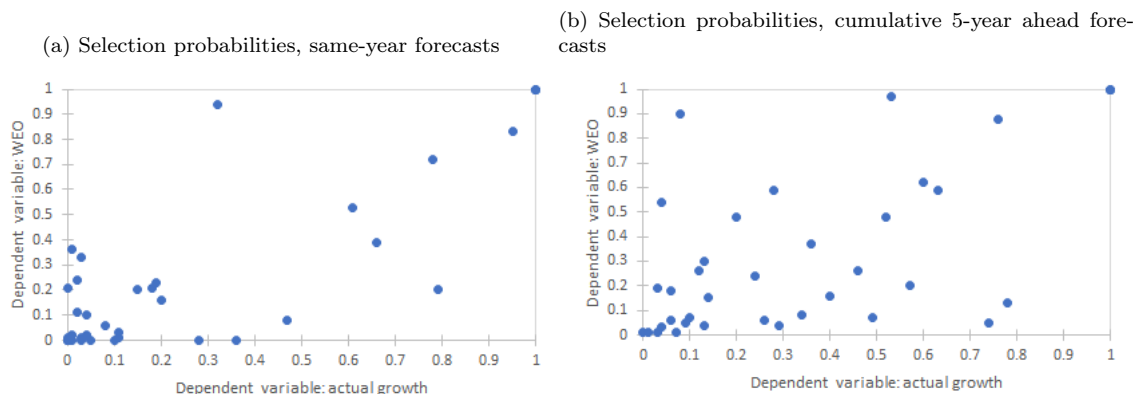 (a) Selection probabilities, same-year forecasts
(b) Selection probabilities, cumulative 5-year ahead fore-
casts
Dependent variable: WEO
1
0.9
0.8
0.7
0.6
0.5
0.4
0.3
0.2
0.1
0
0 0.1 0.2 0.3 0.4 0.5 0.6 0.7 0.8 0.9 1
Dependent variable: actual growth
Dependent variable: WEO
1
0.9
0.8
0.7
0.6
0.5
0.4
0.3
0.2
0.1
0
0 0.1 0.2 0.3 0.4 0.5 0.6 0.7 0.8 0.9 1
Dependent variable: actual growth